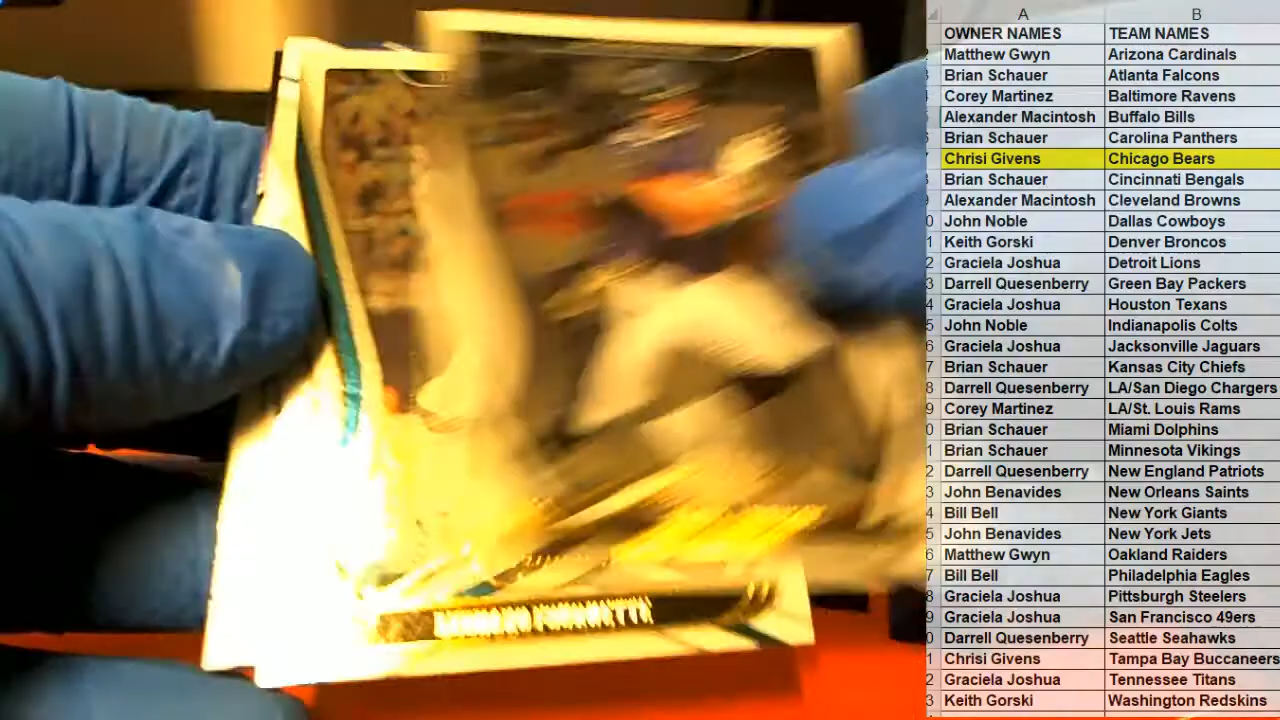 A B
OWNER NAMES TEAM NAMES
Matthew Gwyn Arizona Cardinals
Brian Schauer Atlanta Falcons
Corey Martinez Baltimore Ravens
Alexander Macintosh Buffalo Bills
Brian Schauer Carolina Panthers
Chrisi Givens Chicago Bears
Brian Schauer Cincinnati Bengals
Alexander Macintosh Cleveland Browns
John Noble Dallas Cowboys
Keith Gorski Denver Broncos
Graciela Joshua Detroit Lions
Darrell Quesenberry Green Bay Packers
Graciela Joshua Houston Texans
John Noble Indianapolis Colts
Graciela Joshua Jacksonville Jaguars
Brian Schauer Kansas City Chiefs
Darrell Quesenberry LA/San Diego Chargers
Corey Martinez LA/St. Louis Rams
Brian Schauer Miami Dolphins
Brian Schauer Minnesota Vikings
Darrell Quesenberry New England Patriots
John Benavides New Orleans Saints
Bill Bell New York Giants
John Benavides New York Jets
Matthew Gwyn Oakland Raiders
Bill Bell Philadelphia Eagles
Graciela Joshua Pittsburgh Steelers
Graciela Joshua San Francisco 49ers
Darrell Quesenberry Seattle Seahawks
Chrisi Givens Tampa Bay Buccaneers
Graciela Joshua Tennessee Titans
Keith Gorski Washington Redskins